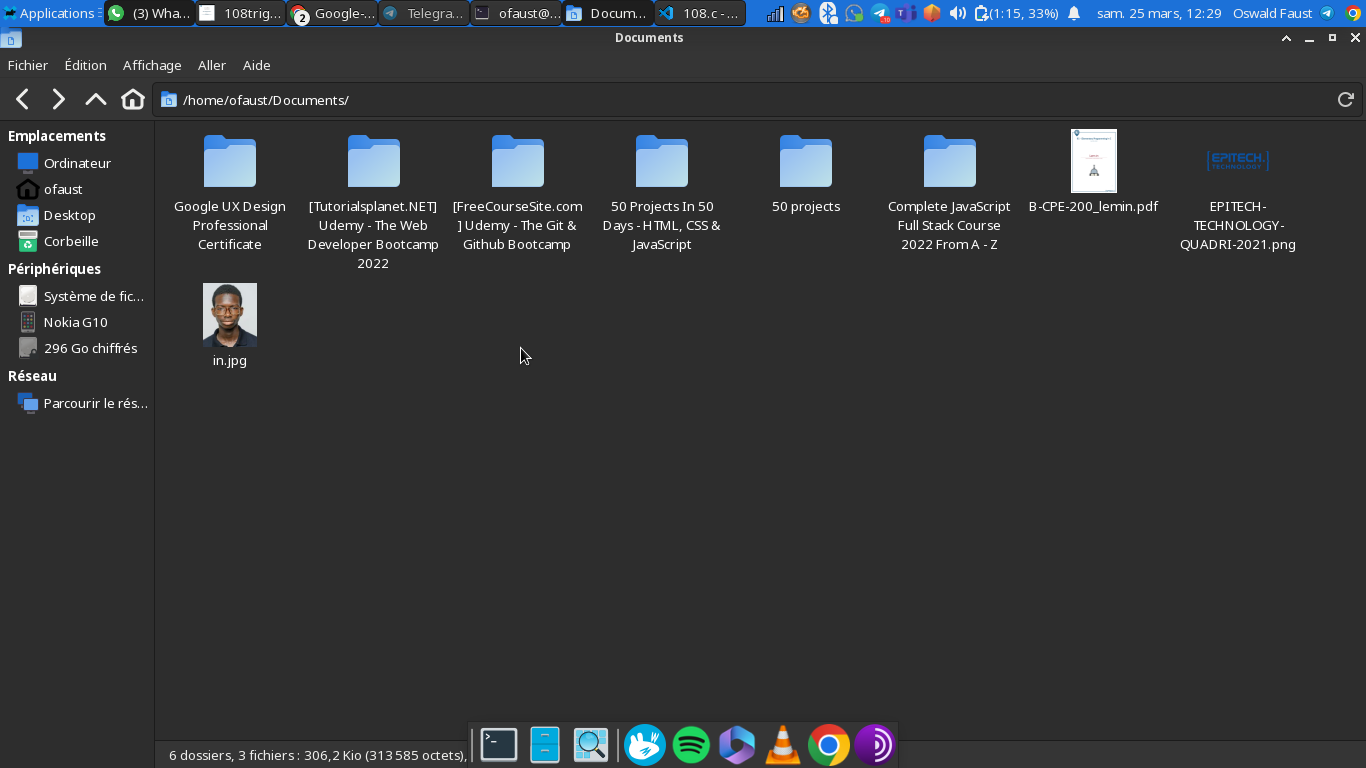 Applications
(3) Wha...
108trig...
2
Google-...
Telegra...
ofaust@...
Docum...
108.c - ...
(1:15, 33%)
sam. 25 mars, 12:29
Oswald Faust
Documents
Fichier
Édition
Affichage
Aller
Aide
/home/ofaust/Documents/
Emplacements
Ordinateur
ofaust
Desktop
Corbeille
Périphériques
Système de fic...
Nokia G10
296 Go chiffrés
Réseau
Parcourir le rés...
Google UX Design
Professional
Certificate
[Tutorialsplanet.NET]
Udemy - The Web
Developer Bootcamp
2022
[FreeCourseSite.com
] Udemy - The Git &
Github Bootcamp
50 Projects In 50
Days - HTML, CSS &
JavaScript
50 projects
Complete JavaScript
Full Stack Course
2022 From A - Z
B-CPE-200_lemin.pdf
[EPITECH.]
TECHNOLOGY
EPITECH-
TECHNOLOGY-
QUADRI-2021.png
in.jpg
6 dossiers, 3 fichiers : 306,2 Kio (313 585 octets),